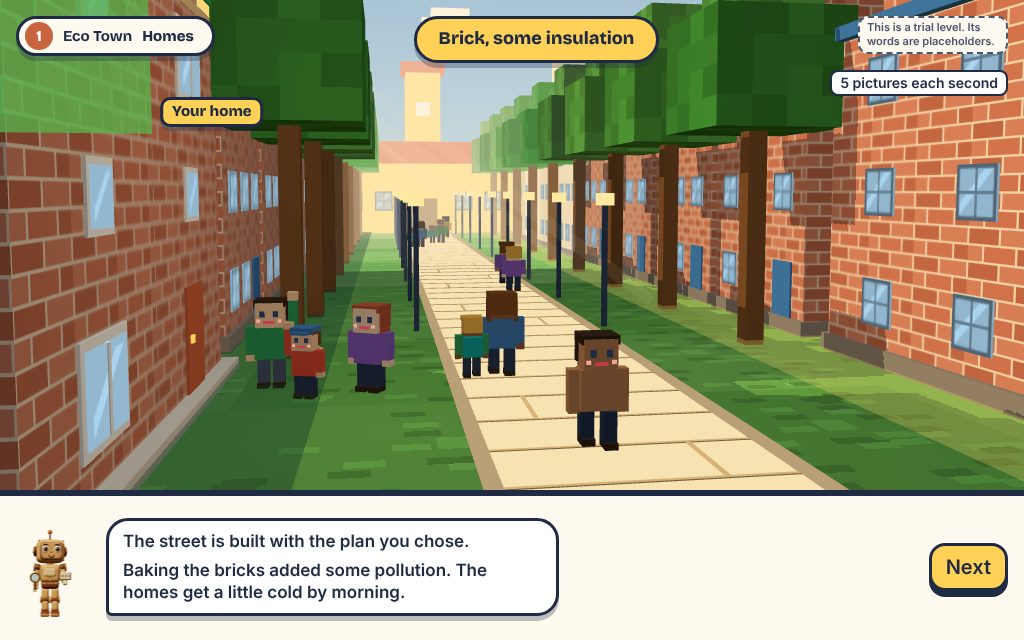 1 Eco Town Homes
Brick, some insulation
This is a trial level. Its
words are placeholders.
5 pictures each second
Your home
The street is built with the plan you chose.
Baking the bricks added some pollution. The
homes get a little cold by morning.
Next